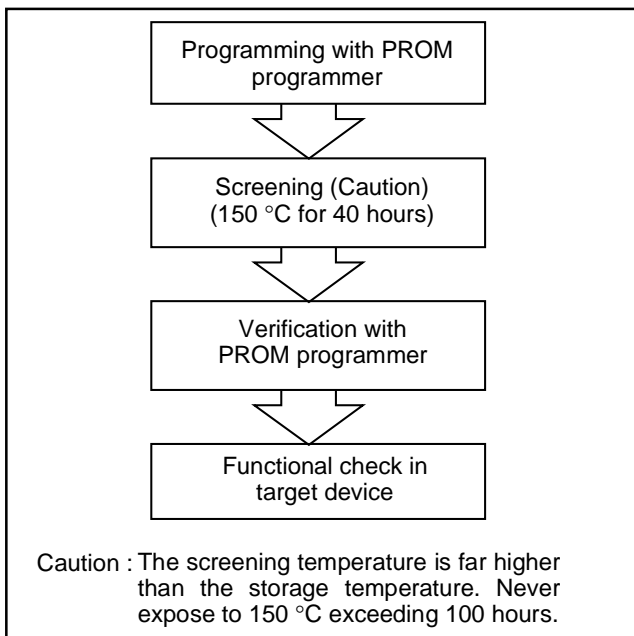 Programming with PROM
programmer
Screening (Caution)
(150 °C for 40 hours)
Verification with
PROM programmer
Functional check in
target device
Caution : The screening temperature is far higher
than the storage temperature. Never
expose to 150 °C exceeding 100 hours.